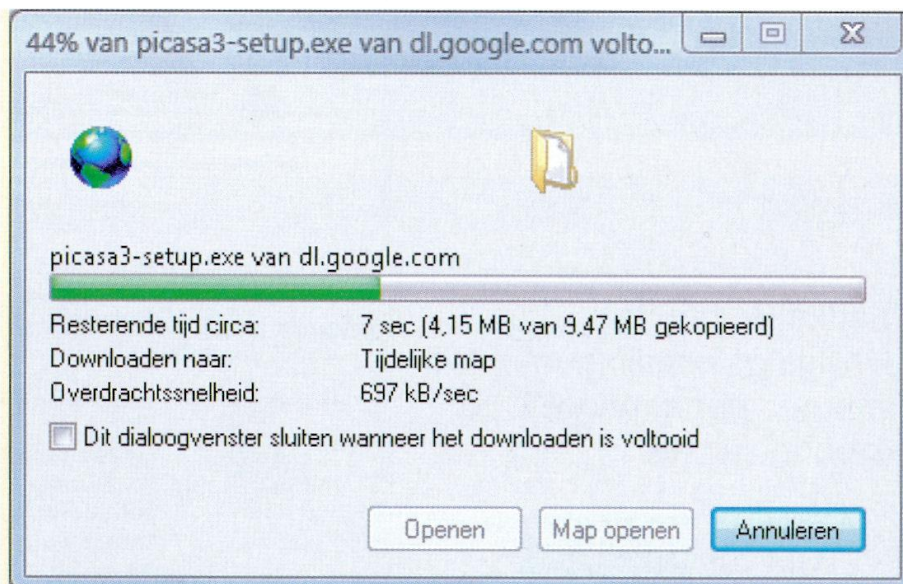 44% van picasa3-setup.exe van dl.google.com volto...
picasa3-setup.exe van dl.google.com
Resterende tijd circa: 7 sec (4,15 MB van 9,47 MB gekopieerd)
Downloaden naar: Tijdelijke map
Overdrachtssnelheid: 697 kB/sec
Dit dialoogvenster sluiten wanneer het downloaden is voltooid
Openen Map openen Annuleren